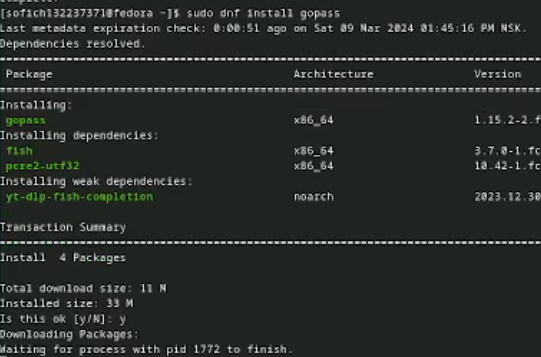 [sofich132237371@fedora ~]$ sudo dnf install gopass
Last metadata expiration check: 0:00:51 ago on Sat 09 Mar 2024 01:45:16 PM MSK.
Dependencies resolved.
Package Architecture Version
Installing:
gopass x86_64 1.15.2-2.f
Installing dependencies:
fish x86_64 3.7.0-1.fc
pcre2-utf32 x86_64 10.42-1.fc
Installing weak dependencies:
yt-dlp-fish-completion noarch 2023.12.30
Transaction Summary
Install 4 Packages
Total download size: 11 M
Installed size: 33 M
Is this ok [y/N]: y
Downloading Packages:
Waiting for process with pid 1772 to finish.